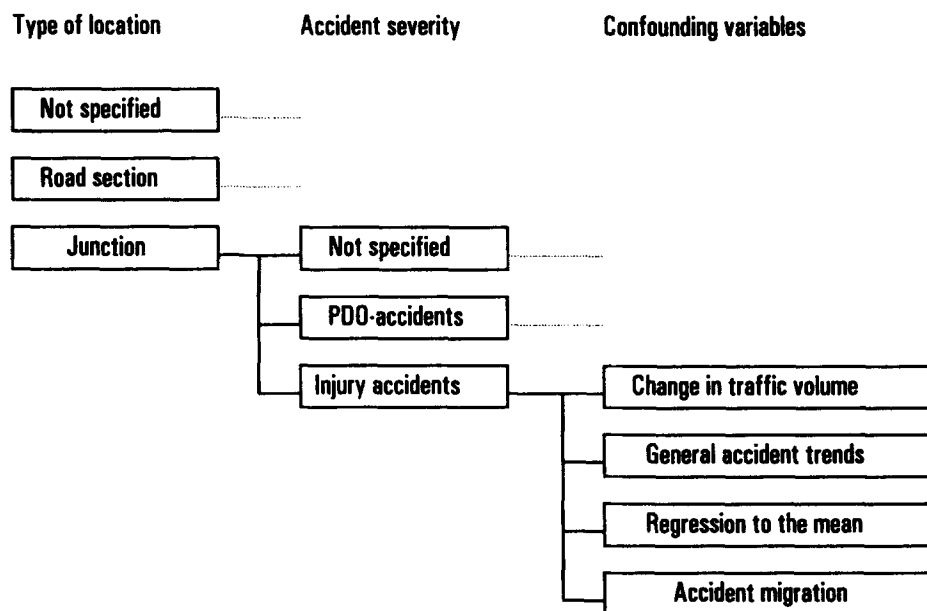 Type of location
Accident severity
Confounding variables
Not specified
Road section
Junction
Not specified
PDO-accidents
Injury accidents
Change in traffic volume
General accident trends
Regression to the mean
Accident migration